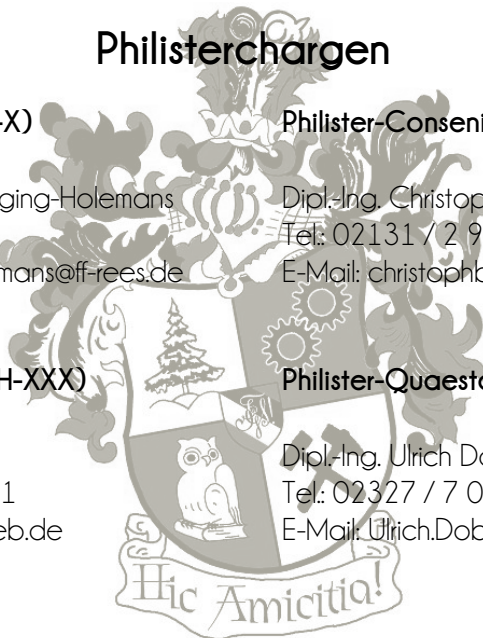 Philisterchargen
-X)
Philister-Conseni
ging-Holemans
Dipl.-Ing. Christop
Tel.: 02131 / 2 9
mans@ff-rees.de
E-Mail: christophb
H-XXX)
Philister-Quaesto
Dipl.-Ing. Ulrich Do
1
Tel.: 02327 / 7 0
eb.de
E-Mail: Ulrich.Dob
Hic Amicitia!